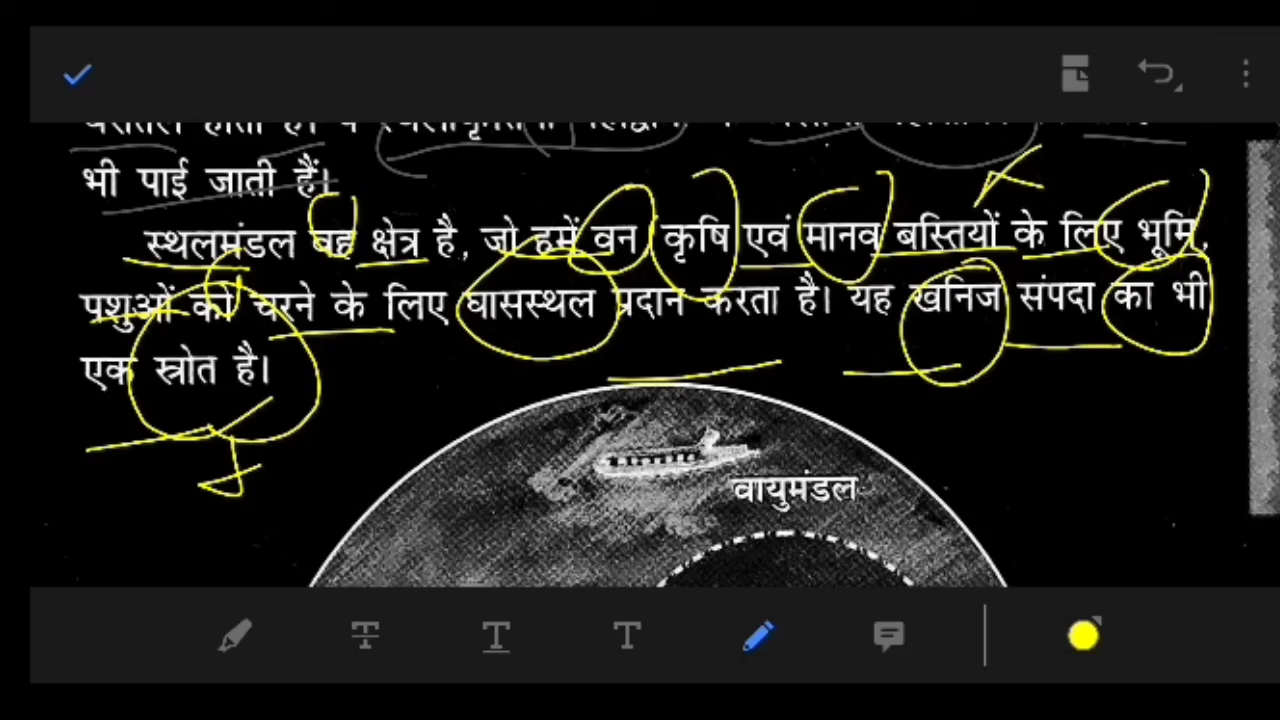 भी पाई जाती हैं।
स्थलमंडल वह क्षेत्र है, जो हमें वन कृषि एवं मानव बस्तियों के लिए भूमि,
पशुओं को चरने के लिए घासस्थल प्रदान करता है। यह खनिज संपदा का भी
एक स्रोत है।
वायुमंडल